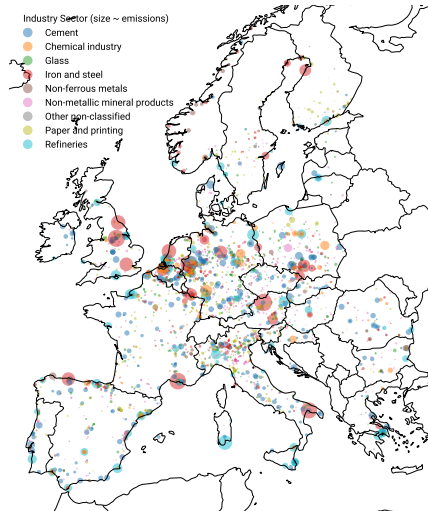 Industry Sector (size ~ emissions)
Cement
Chemical industry
Glass
Iron and steel
Non-ferrous metals
Non-metallic mineral products
Other non-classified
Paper and printing
Refineries